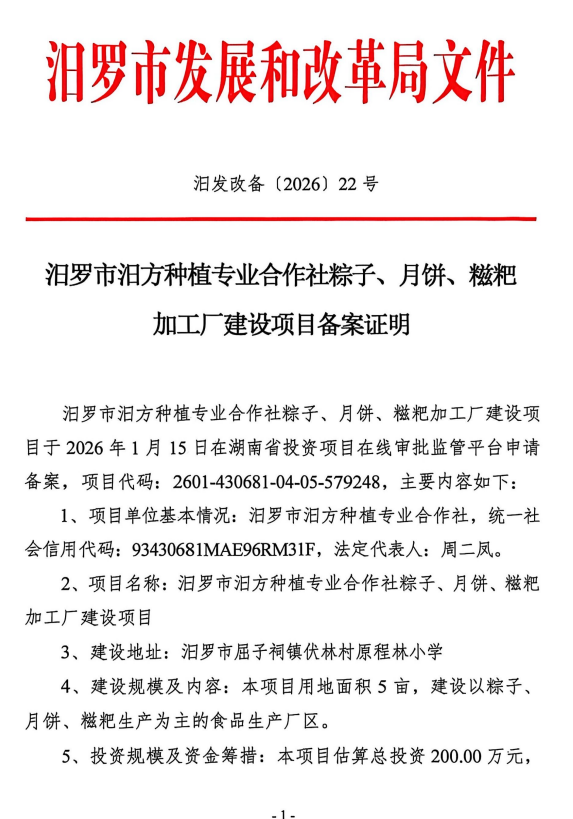 汨罗市发展和改革局文件
汨发改备〔2026〕22 号
汨罗市汨方种植专业合作社粽子、月饼、糍粑
加工厂建设项目备案证明
汨罗市汨方种植专业合作社粽子、月饼、糍粑加工厂建设项
目于 2026 年 1 月 15 日在湖南省投资项目在线审批监管平台申请
备案，项目代码：2601-430681-04-05-579248，主要内容如下：
1、项目单位基本情况：汨罗市汨方种植专业合作社，统一社
会信用代码：93430681MAE96RM31F，法定代表人：周二凤。
2、项目名称：汨罗市汨方种植专业合作社粽子、月饼、糍粑
加工厂建设项目
3、建设地址：汨罗市屈子祠镇伏林村原程林小学
4、建设规模及内容：本项目用地面积 5 亩，建设以粽子、
月饼、糍粑生产为主的食品生产厂区。
5、投资规模及资金筹措：本项目估算总投资 200.00 万元，
- 1 -